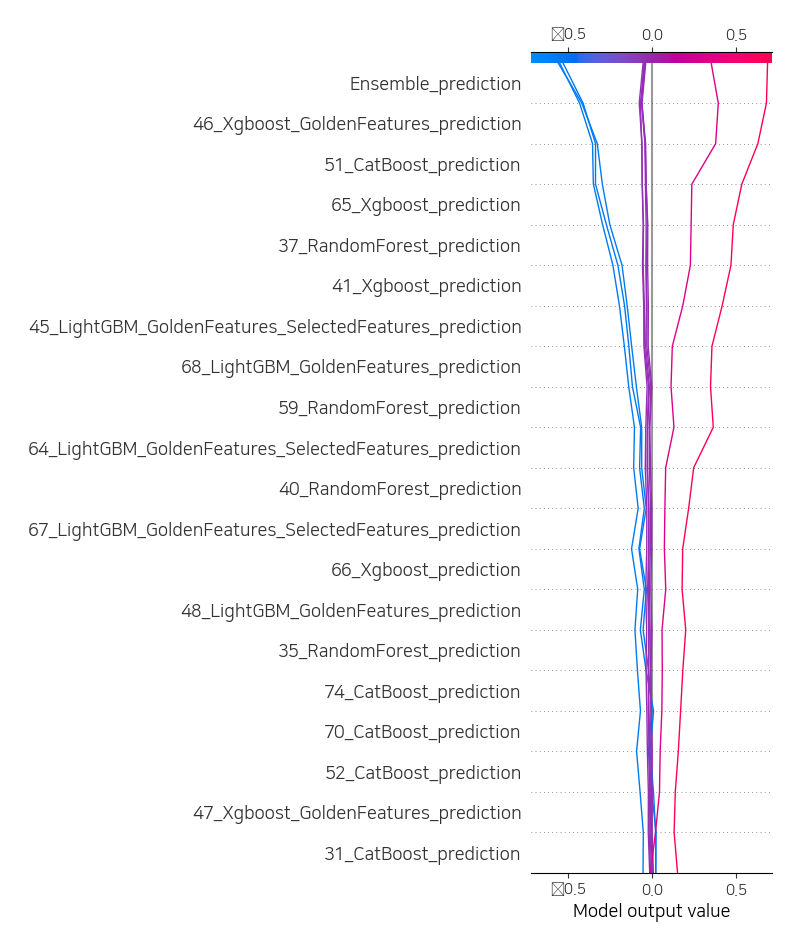 ▯0.5 0.0 0.5
Ensemble_prediction
46_Xgboost_GoldenFeatures_prediction
51_CatBoost_prediction
65_Xgboost_prediction
37_RandomForest_prediction
41_Xgboost_prediction
45_LightGBM_GoldenFeatures_SelectedFeatures_prediction
68_LightGBM_GoldenFeatures_prediction
59_RandomForest_prediction
64_LightGBM_GoldenFeatures_SelectedFeatures_prediction
40_RandomForest_prediction
67_LightGBM_GoldenFeatures_SelectedFeatures_prediction
66_Xgboost_prediction
48_LightGBM_GoldenFeatures_prediction
35_RandomForest_prediction
74_CatBoost_prediction
70_CatBoost_prediction
52_CatBoost_prediction
47_Xgboost_GoldenFeatures_prediction
31_CatBoost_prediction
▯0.5 0.0 0.5
Model output value